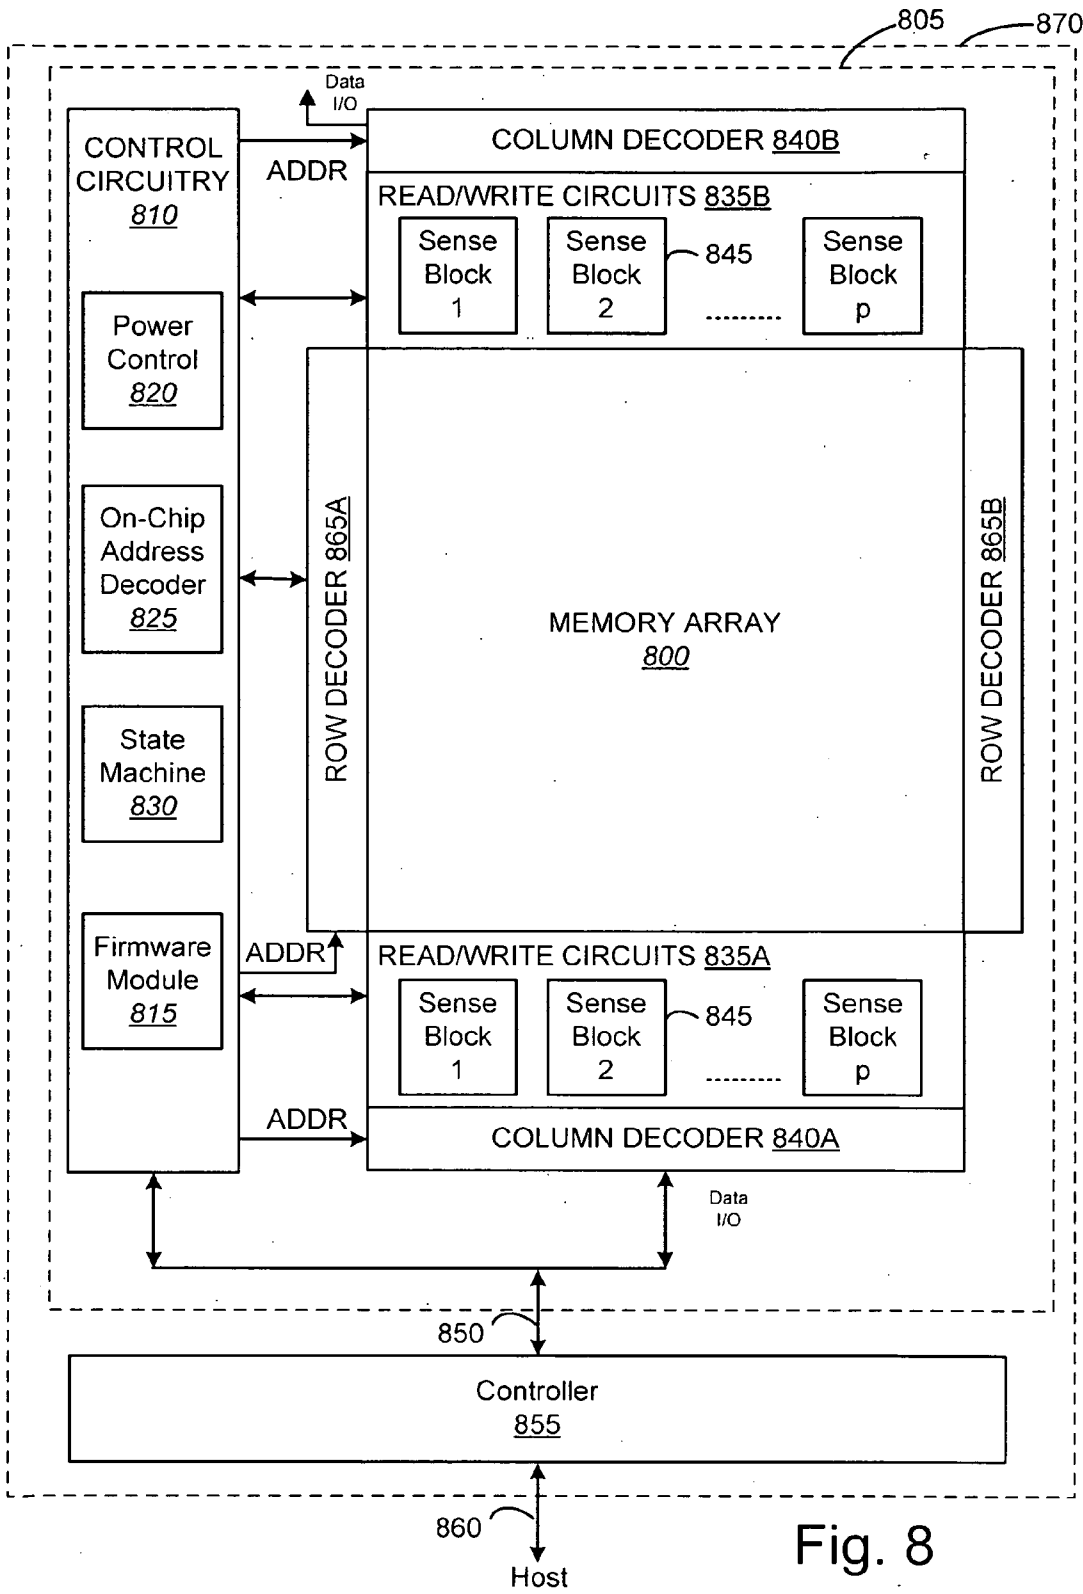 805
870
Data
I/O
CONTROL
CIRCUITRY
810
ADDR
COLUMN DECODER 840B
READ/WRITE CIRCUITS 835B
Sense
Block
1
Sense
Block
2
845
.........
Sense
Block
p
Power
Control
820
On-Chip
Address
Decoder
825
State
Machine
830
Firmware
Module
815
ROW DECODER 865A
MEMORY ARRAY
800
ROW DECODER 865B
ADDR
READ/WRITE CIRCUITS 835A
Sense
Block
1
Sense
Block
2
845
.........
Sense
Block
p
ADDR
COLUMN DECODER 840A
Data
I/O
850
Controller
855
860
Host
Fig. 8